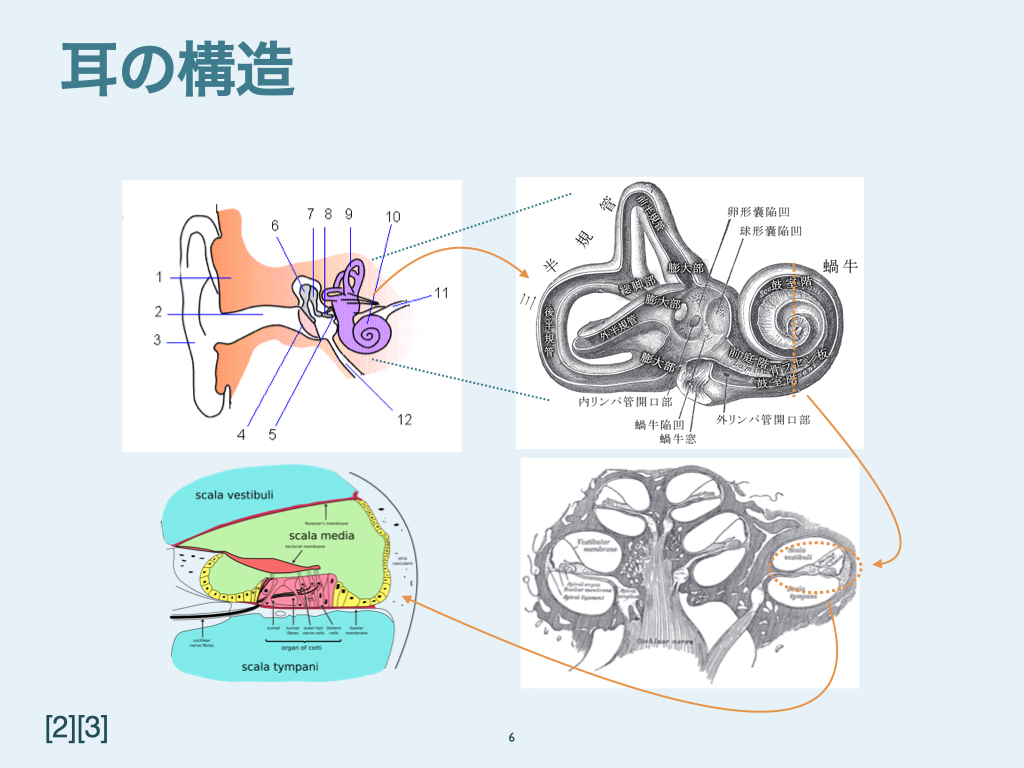 耳の構造
1
2
3
4
5
6
7
8
9
10
11
12
三
半
規
管
前半規管
卵形嚢陥凹
球形嚢陥凹
蝸牛
膨大部
総脚部
膨大部
外半規管
後半規管
膨大部
鼓室階
前庭階
骨ラセン板
鼓室階
内リンパ管開口部
外リンパ管開口部
蝸牛陥凹
蝸牛窓
scala vestibuli
Reissner's membrane
scala media
tectorial membrane
stria
vascularis
cochlear
nerve fibres
tunnel
tunnel
fibres
outer hair
nerve cells
Deiters
cells
basilar
membrane
organ of corti
scala tympani
Vestibular
membrane
Spiral organ
Basilar membrane
Spiral ligament
Scala
vestibuli
Scala
tympani
Cochlear nerve
[2][3]
6